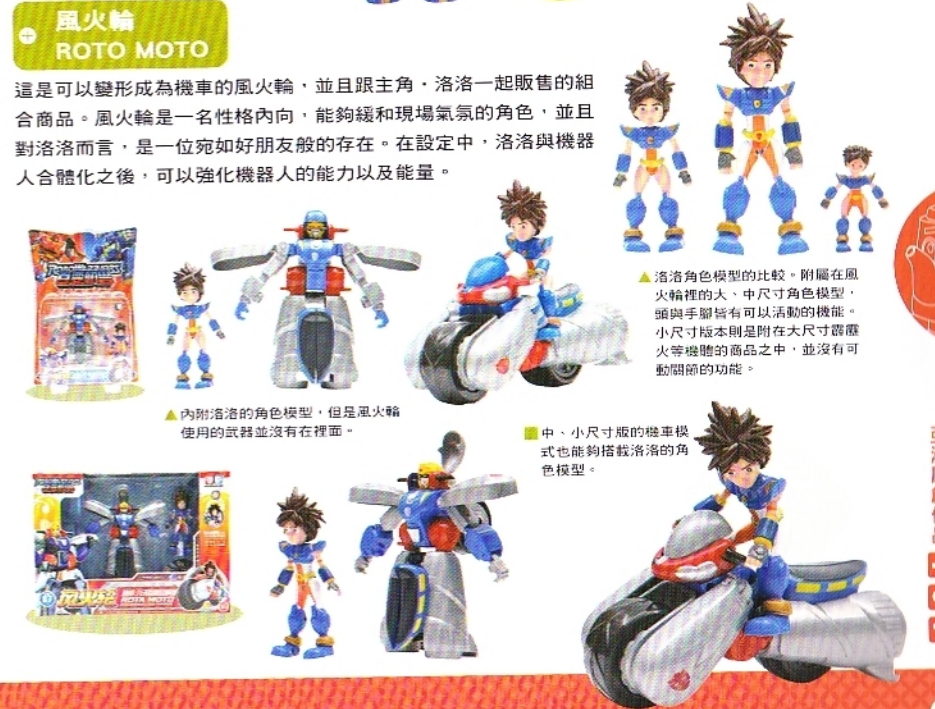 風火輪
ROTO MOTO
這是可以變形成為機車的風火輪，並且跟主角・洛洛一起販售的組
合商品。風火輪是一名性格內向，能夠緩和現場氣氛的角色，並且
對洛洛而言，是一位宛如好朋友般的存在。在設定中，洛洛與機器
人合體化之後，可以強化機器人的能力以及能量。
▲洛洛角色模型的比較。附屬在風
火輪裡的大、中尺寸角色模型，
頭與手腳皆有可以活動的機能。
小尺寸版本則是附在大尺寸霹靂
火等機體的商品之中，並沒有可
動關節的功能。
▲內附洛洛的角色模型，但是風火輪
使用的武器並沒有在裡面。
■中、小尺寸版的機車模
式也能夠搭載洛洛的角
色模型。
風火輪
ROTA MOTO